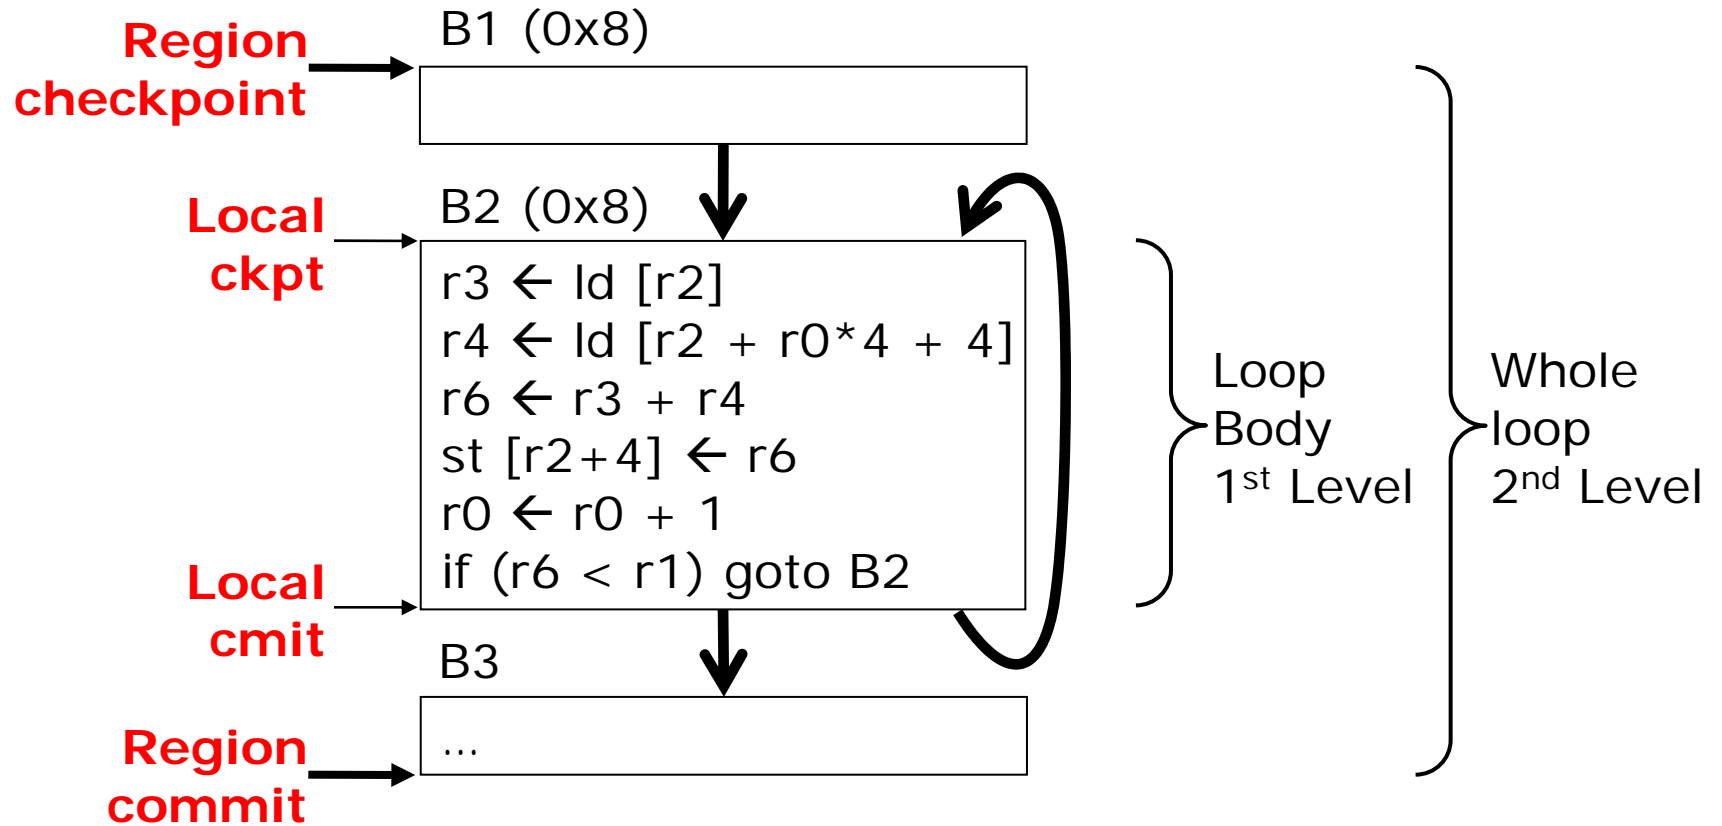 B1 (0x8)
Region
checkpoint
B2 (0x8)
Local
ckpt
r3 ← ld [r2]
r4 ← ld [r2 + r0*4 + 4]
r6 ← r3 + r4
st [r2+4] ← r6
r0 ← r0 + 1
if (r6 < r1) goto B2
Loop
Body
1st Level
Whole
loop
2nd Level
Local
cmit
B3
...
Region
commit